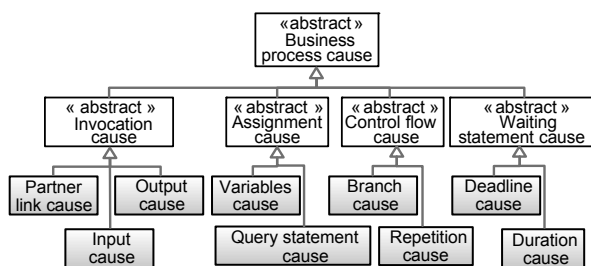 «abstract»
Business
process cause
« abstract »
Invocation
cause
« abstract »
Assignment
cause
« abstract »
Control flow
cause
« abstract »
Waiting
statement cause
Partner
link cause
Output
cause
Variables
cause
Branch
cause
Deadline
cause
Input
cause
Query statement
cause
Repetition
cause
Duration
cause